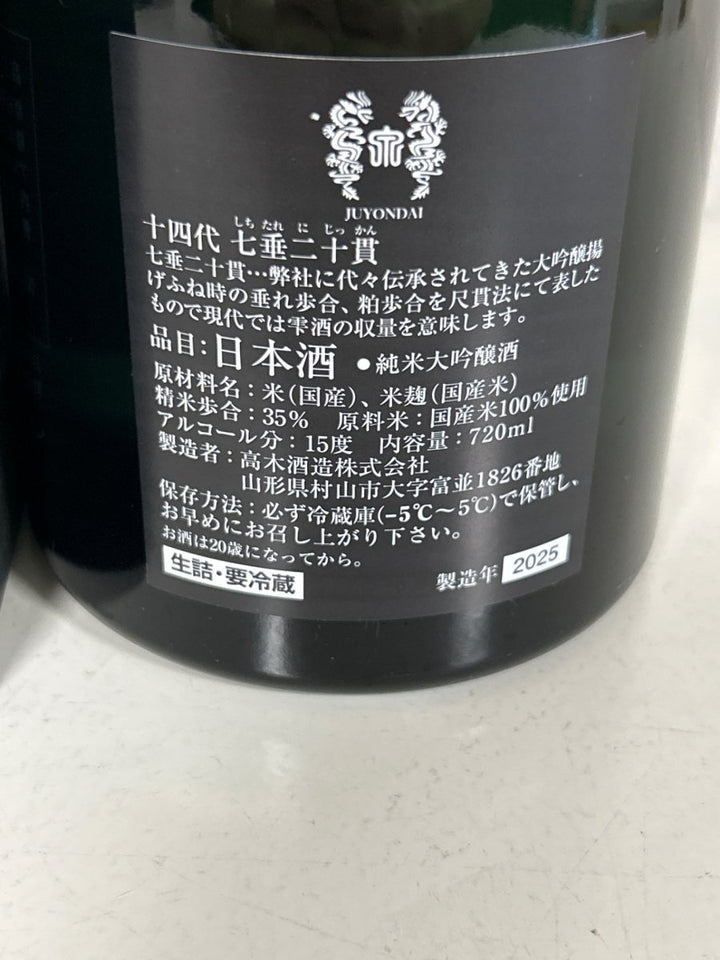 JUYONDAI
しち たれ に じっ かん
十四代 七垂二十貫
七垂二十貫…弊社に代々伝承されてきた大吟醸揚
げふね時の垂れ歩合、粕歩合を尺貫法にて表した
もので現代では雫酒の収量を意味します。
品目：日本酒 ●純米大吟醸酒
原材料名：米(国産)、米麹(国産米)
精米歩合：35% 原料米：国産米100%使用
アルコール分：15度 内容量：720ml
製造者：高木酒造株式会社
山形県村山市大字富並1826番地
保存方法：必ず冷蔵庫(-5℃〜5℃)で保管し、
お早めにお召し上がり下さい。
お酒は20歳になってから。
生詰・要冷蔵 製造年 2025